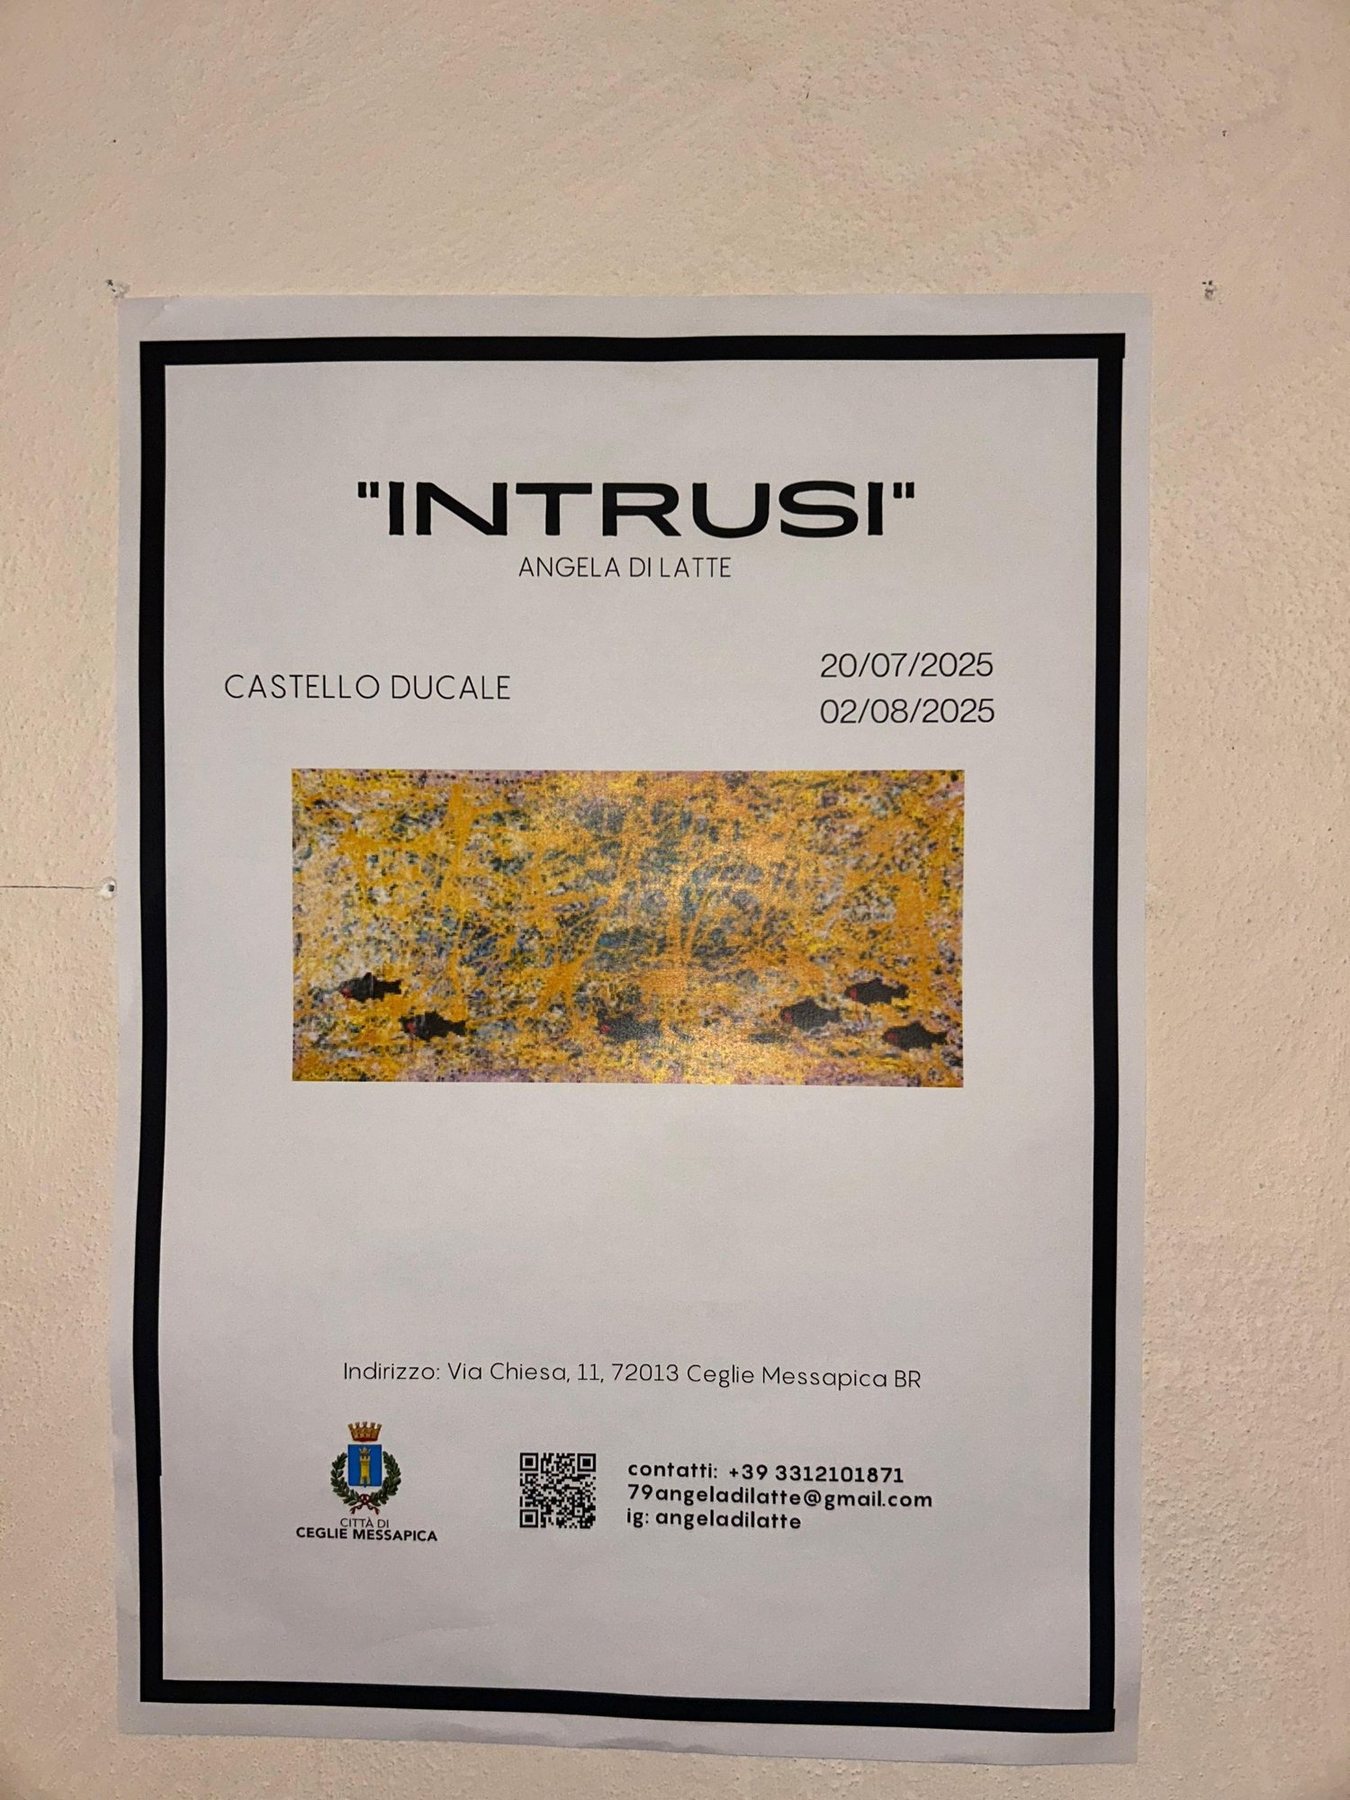 "INTRUSI"
ANGELA DI LATTE
CASTELLO DUCALE
20/07/2025
02/08/2025
Indirizzo: Via Chiesa, 11, 72013 Ceglie Messapica BR
CITTÀ DI
CEGLIE MESSAPICA
contatti: +39 3312101871
79angeladilatte@gmail.com
ig: angeladilatte